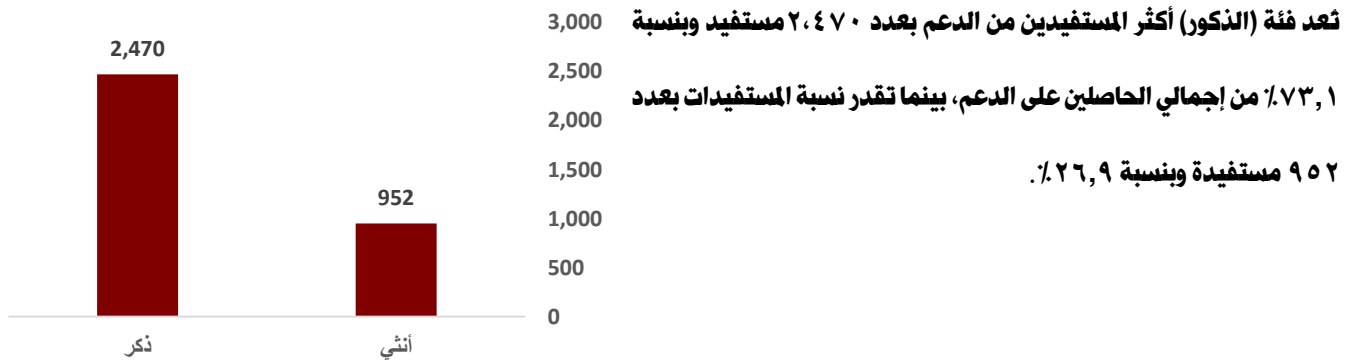 تُعد فئة (الذكور) أكثر المستفيدين من الدعم بعدد ٢،٤٧٠ مستفيد وبنسبة
٧٣,١٪ من إجمالي الحاصلين على الدعم، بينما تقدر نسبة المستفيدات بعدد
٩٥٢ مستفيدة وبنسبة ٢٦,٩٪.
3,000
2,500
2,000
1,500
1,000
500
0
2,470
952
أنثي
ذكر